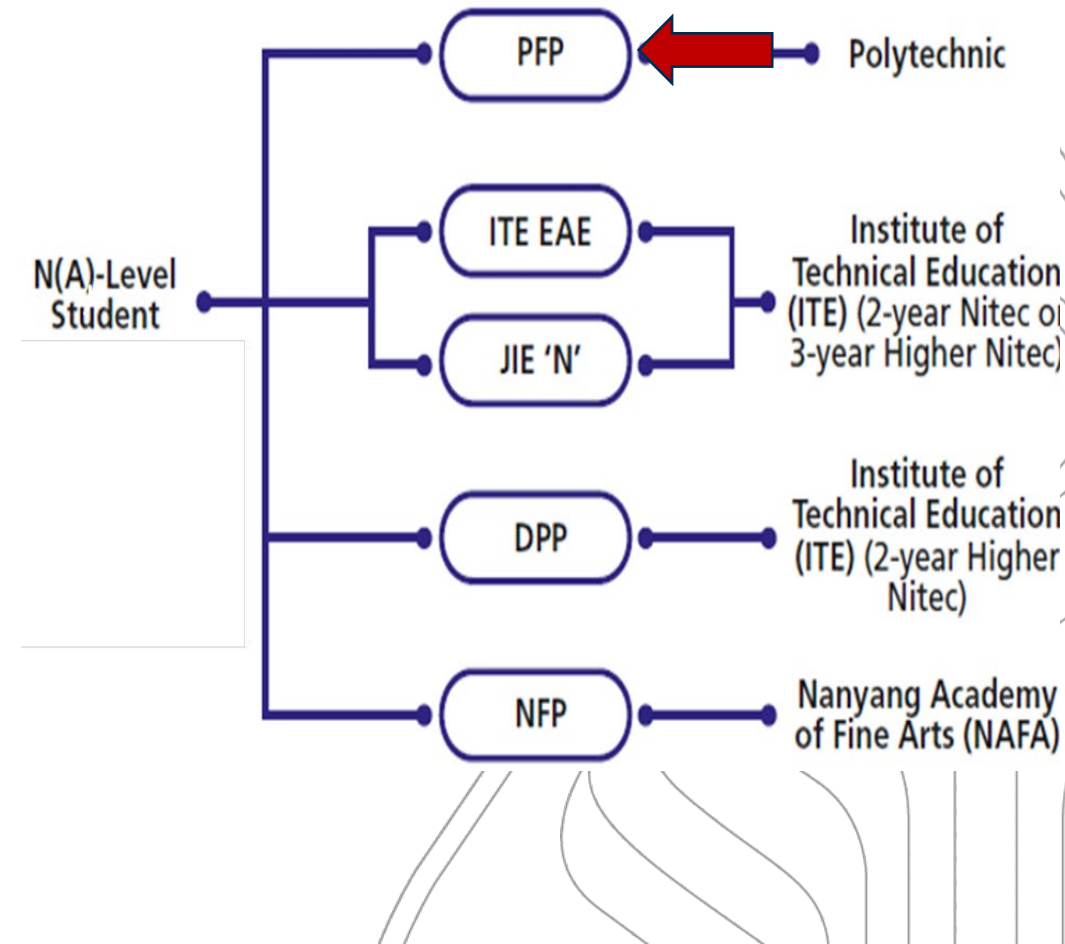 PFP
Polytechnic
N(A)-Level
Student
ITE EAE
JIE ‘N’
Institute of
Technical Education
(ITE) (2-year Nitec or
3-year Higher Nitec)
DPP
Institute of
Technical Education
(ITE) (2-year Higher
Nitec)
NFP
Nanyang Academy
of Fine Arts (NAFA)